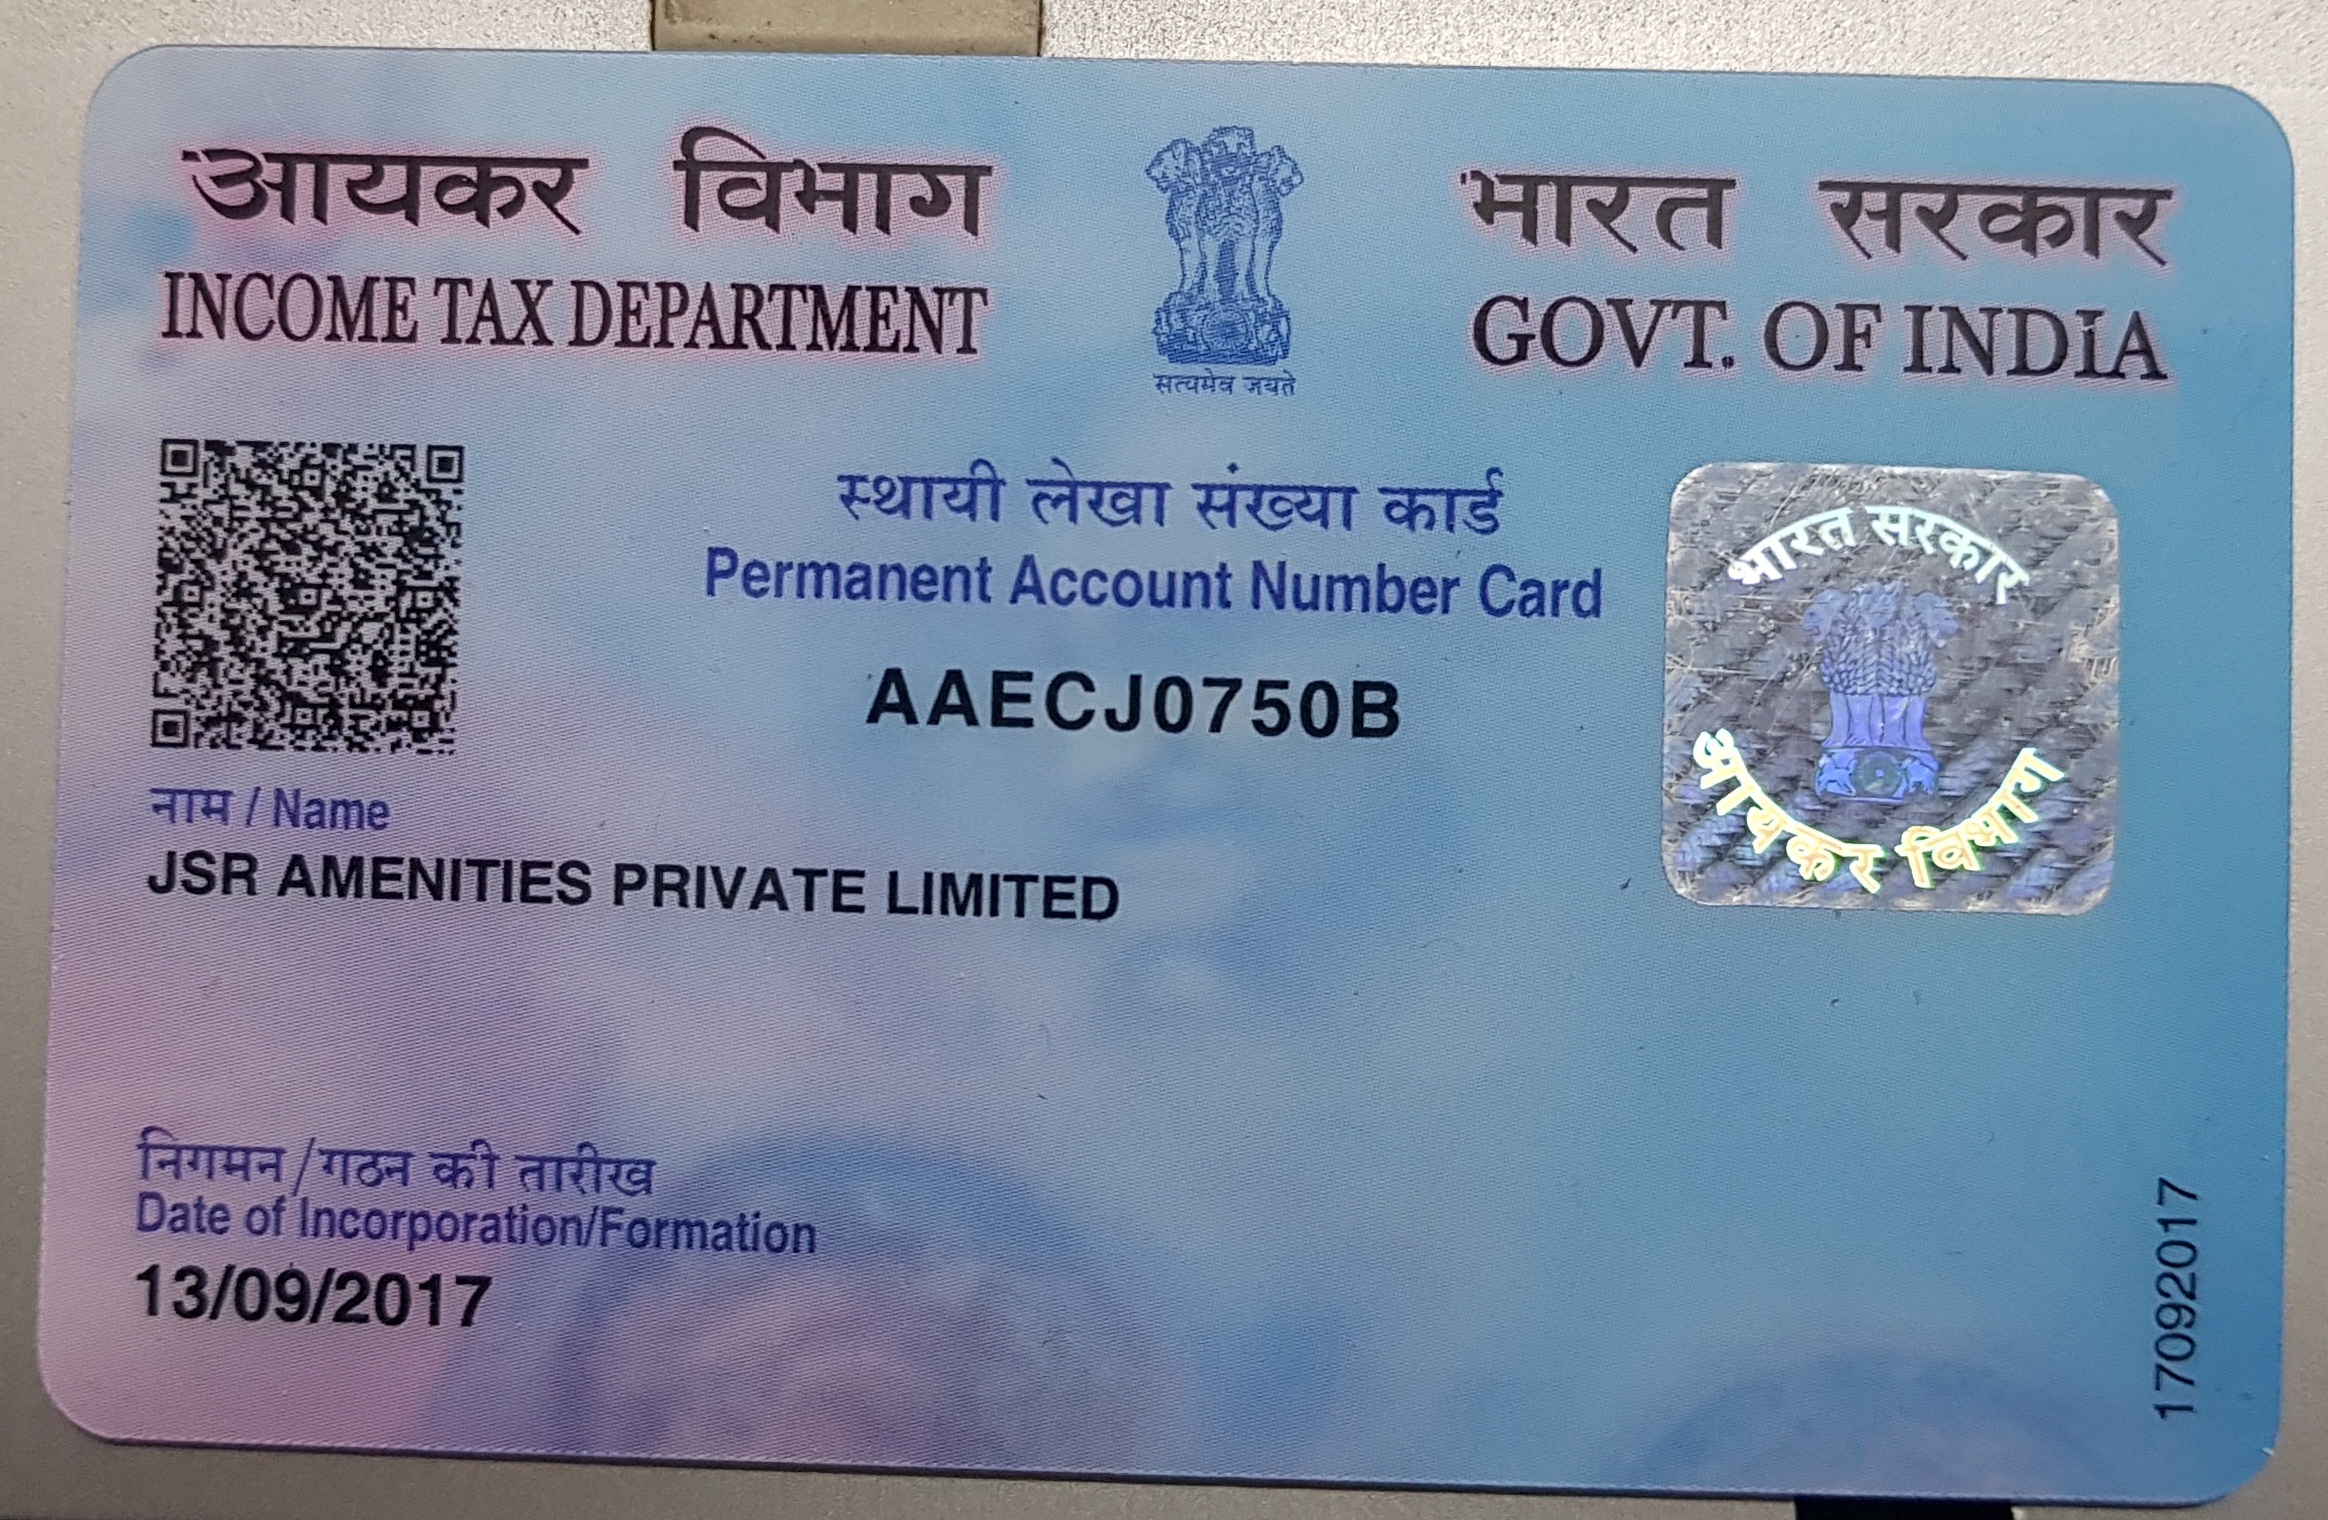 आयकर विभाग
INCOME TAX DEPARTMENT
सत्यमेव जयते
भारत सरकार
GOVT. OF INDIA
स्थायी लेखा संख्या कार्ड
Permanent Account Number Card
AAECJ0750B
नाम / Name
JSR AMENITIES PRIVATE LIMITED
भारत सरकार
आयकर विभाग
निगमन /गठन की तारीख
Date of Incorporation/Formation
13/09/2017
17092017